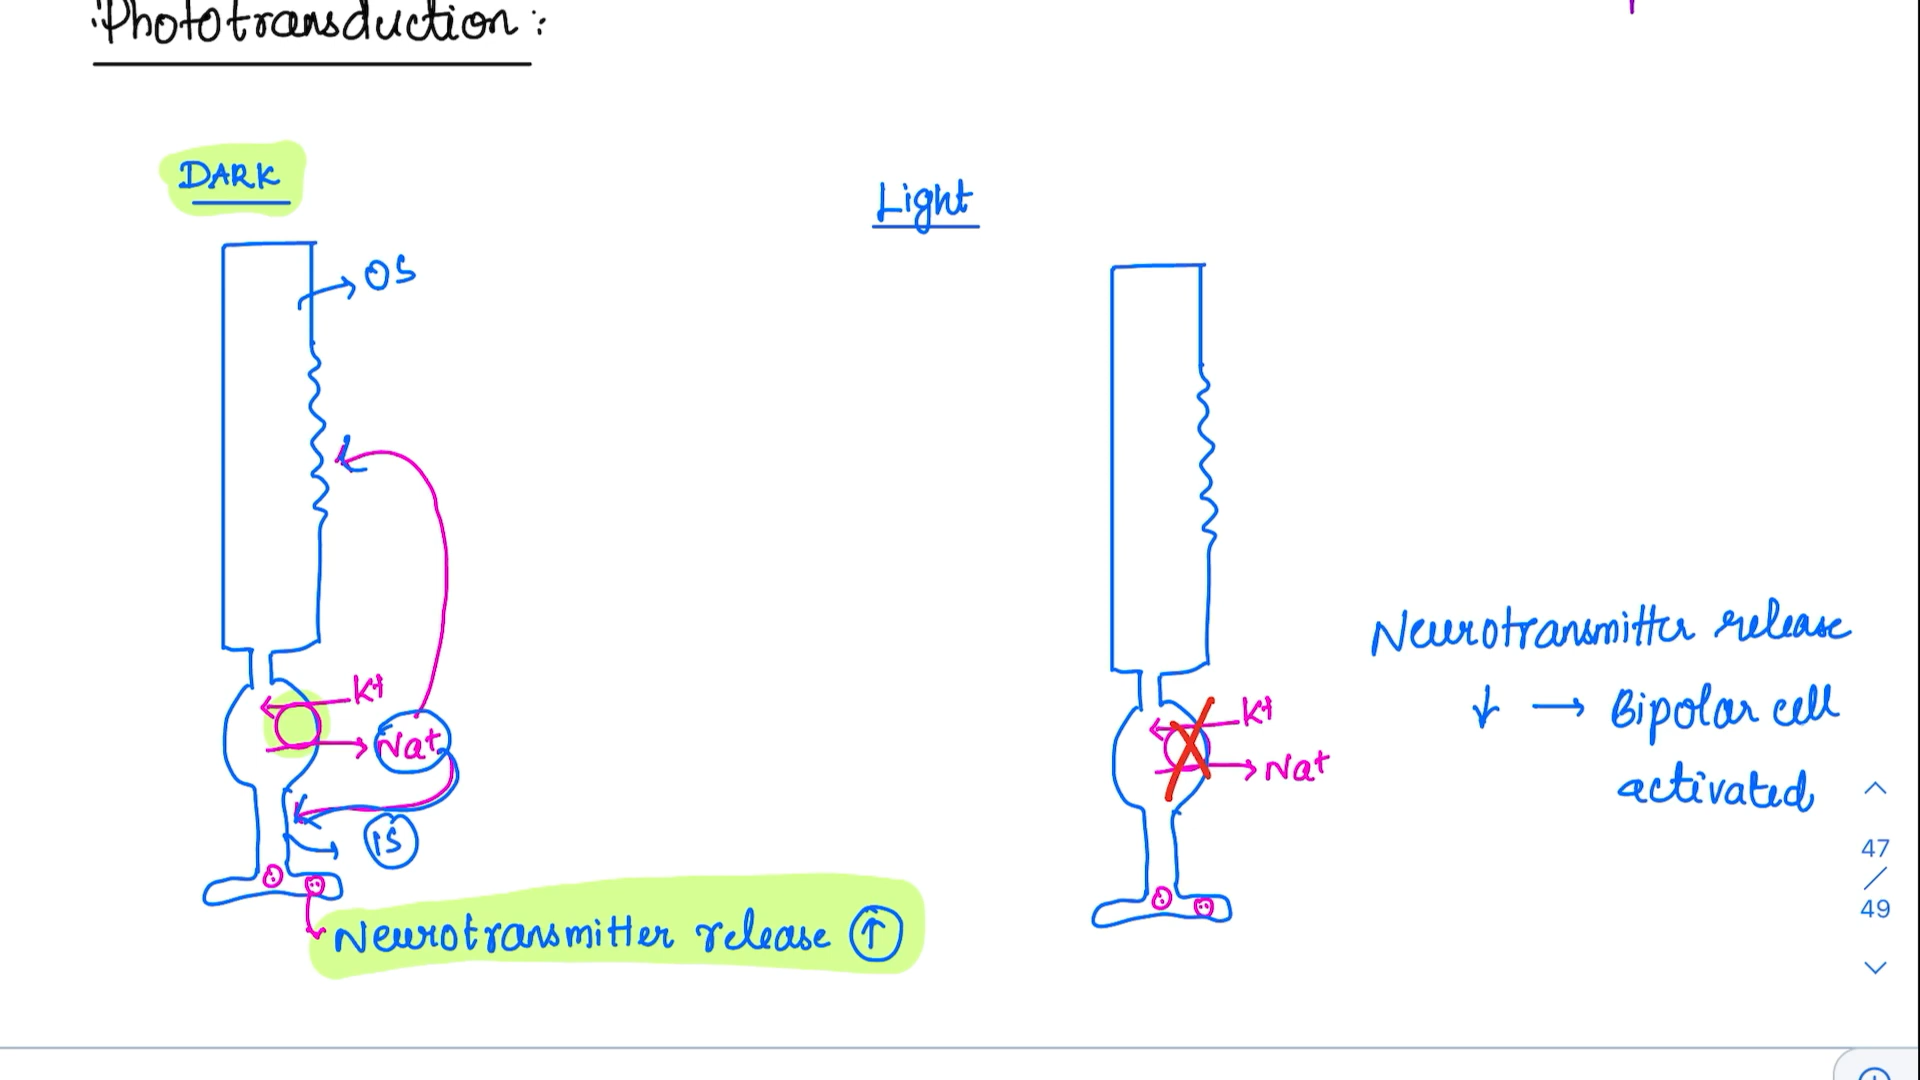 Phototransduction :
DARK
OS
K+
Na+
IS
Neurotransmitter release ↑
Light
K+
Na+
Neurotransmitter release
↓ → Bipolar cell
activated
47
/
49